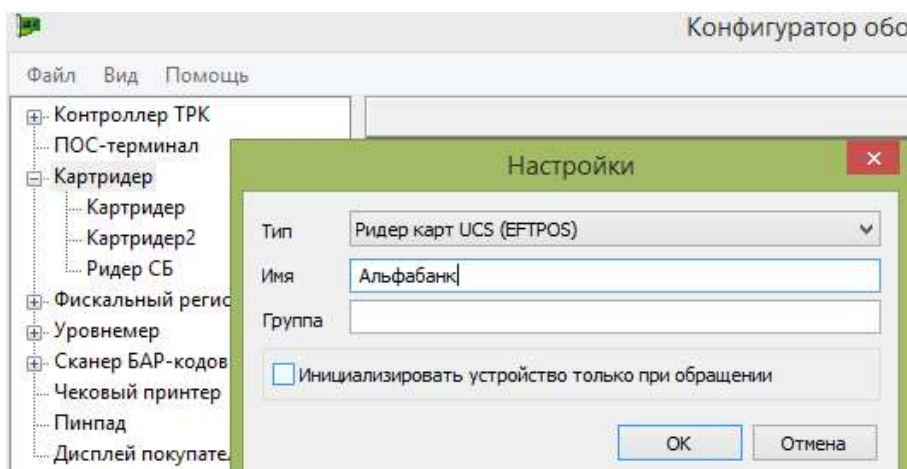 Конфигуратор обо
Файл Вид Помощь
Контроллер ТРК
ПОС-терминал
Картридер
Картридер
Картридер2
Ридер СБ
Фискальный регис
Уровнемер
Сканер БАР-кодов
Чековый принтер
Пинпад
Дисплей покупате
Настройки
Тип Ридер карт UCS (EFTPOS)
Имя Альфабанк
Группа
Инициализировать устройство только при обращении
ОК Отмена